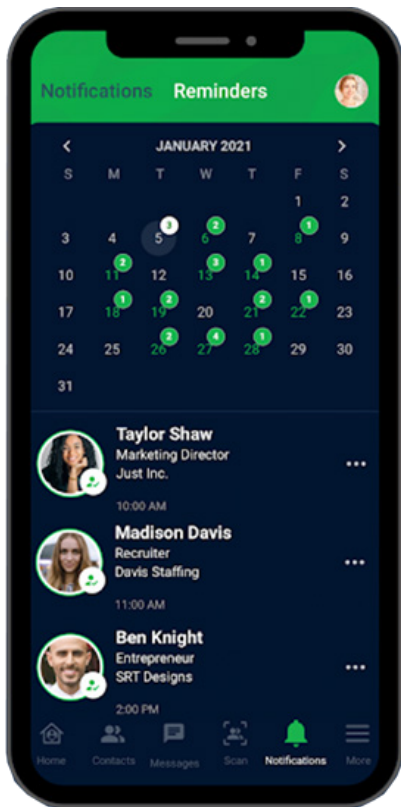 Notifications Reminders
JANUARY 2021
S M T W T F S
1 2
3 2 1
3 4 5 6 7 8 9
2 3 1
10 11 12 13 14 15 16
1 2 2 1
17 18 19 20 21 22 23
2 4 1
24 25 26 27 28 29 30
31
Taylor Shaw
Marketing Director
Just Inc.
10:00 AM
Madison Davis
Recruiter
Davis Staffing
11:00 AM
Ben Knight
Entrepreneur
SRT Designs
2:00 PM
Home Contacts Messages Scan Notifications More